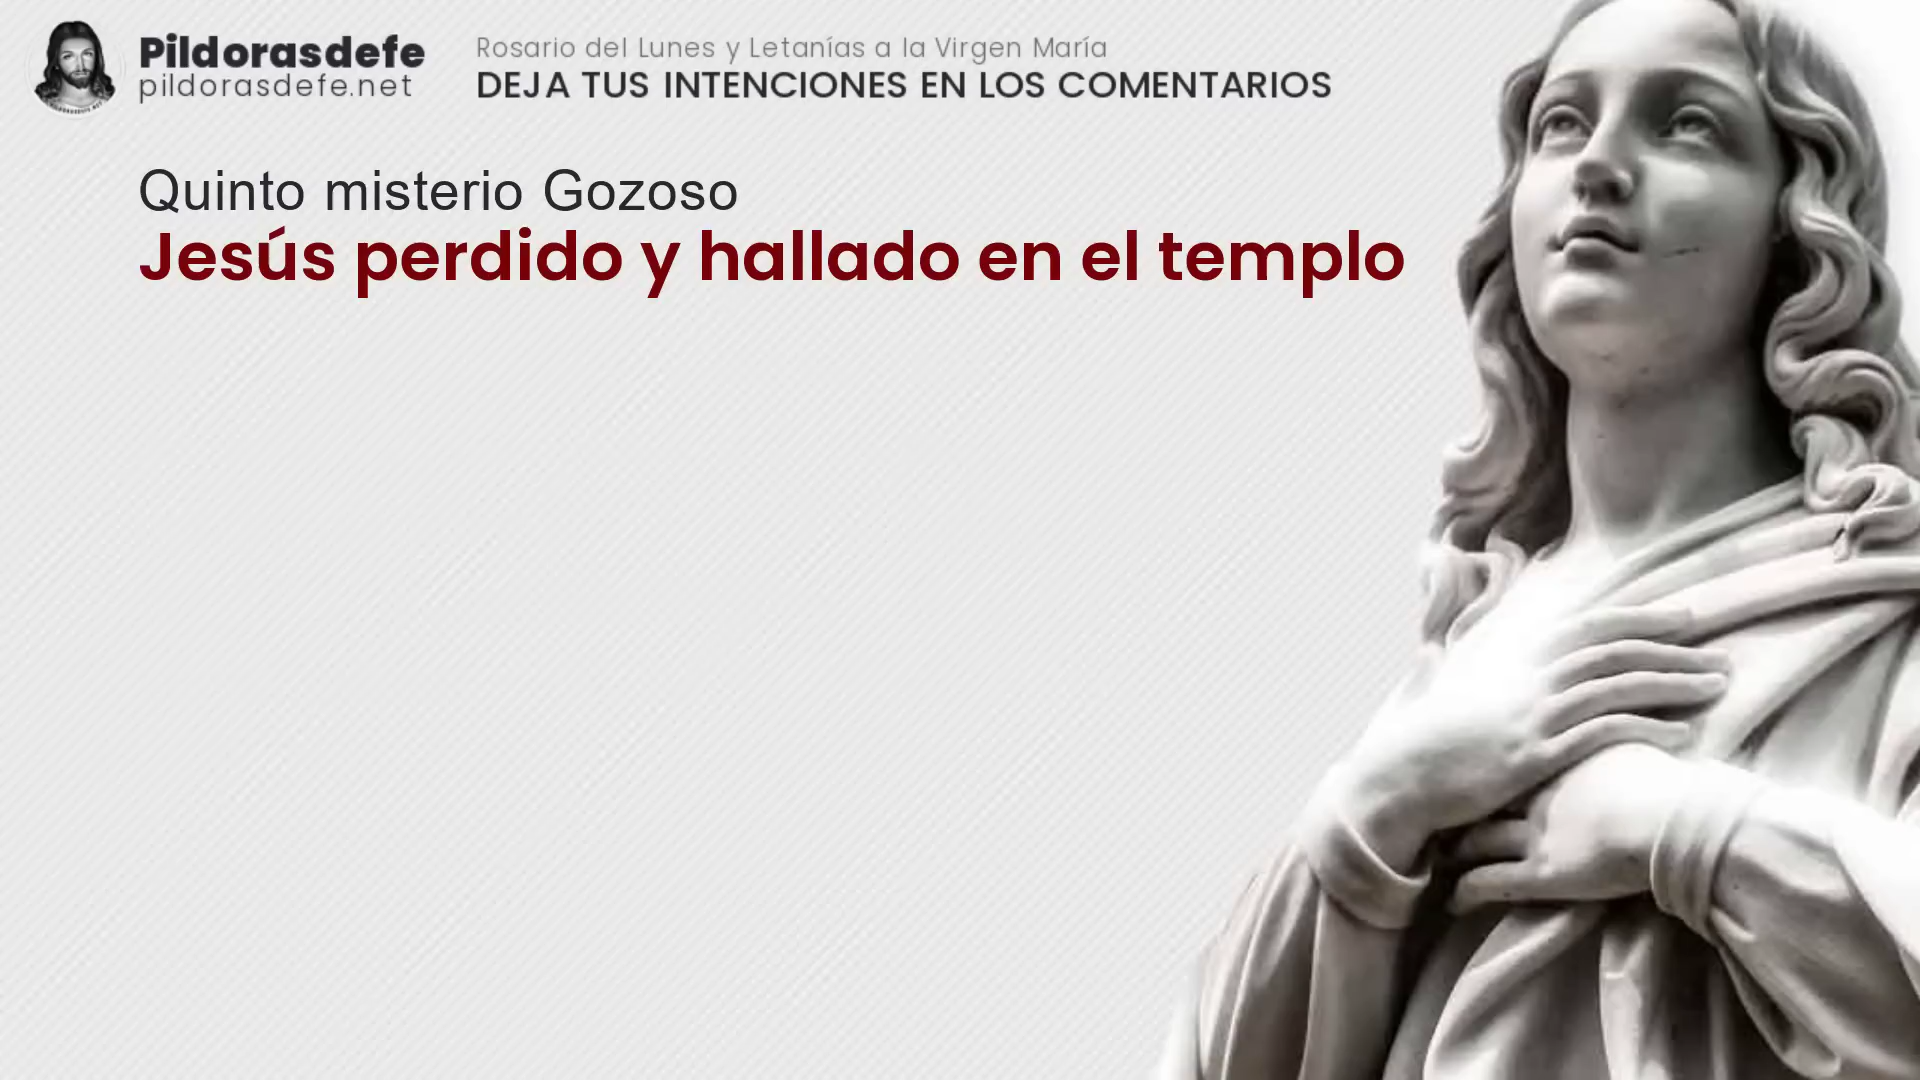 Pildorasdefe
pildorasdefe.net
Rosario del Lunes y Letanías a la Virgen María
DEJA TUS INTENCIONES EN LOS COMENTARIOS
Quinto misterio Gozoso
Jesús perdido y hallado en el templo